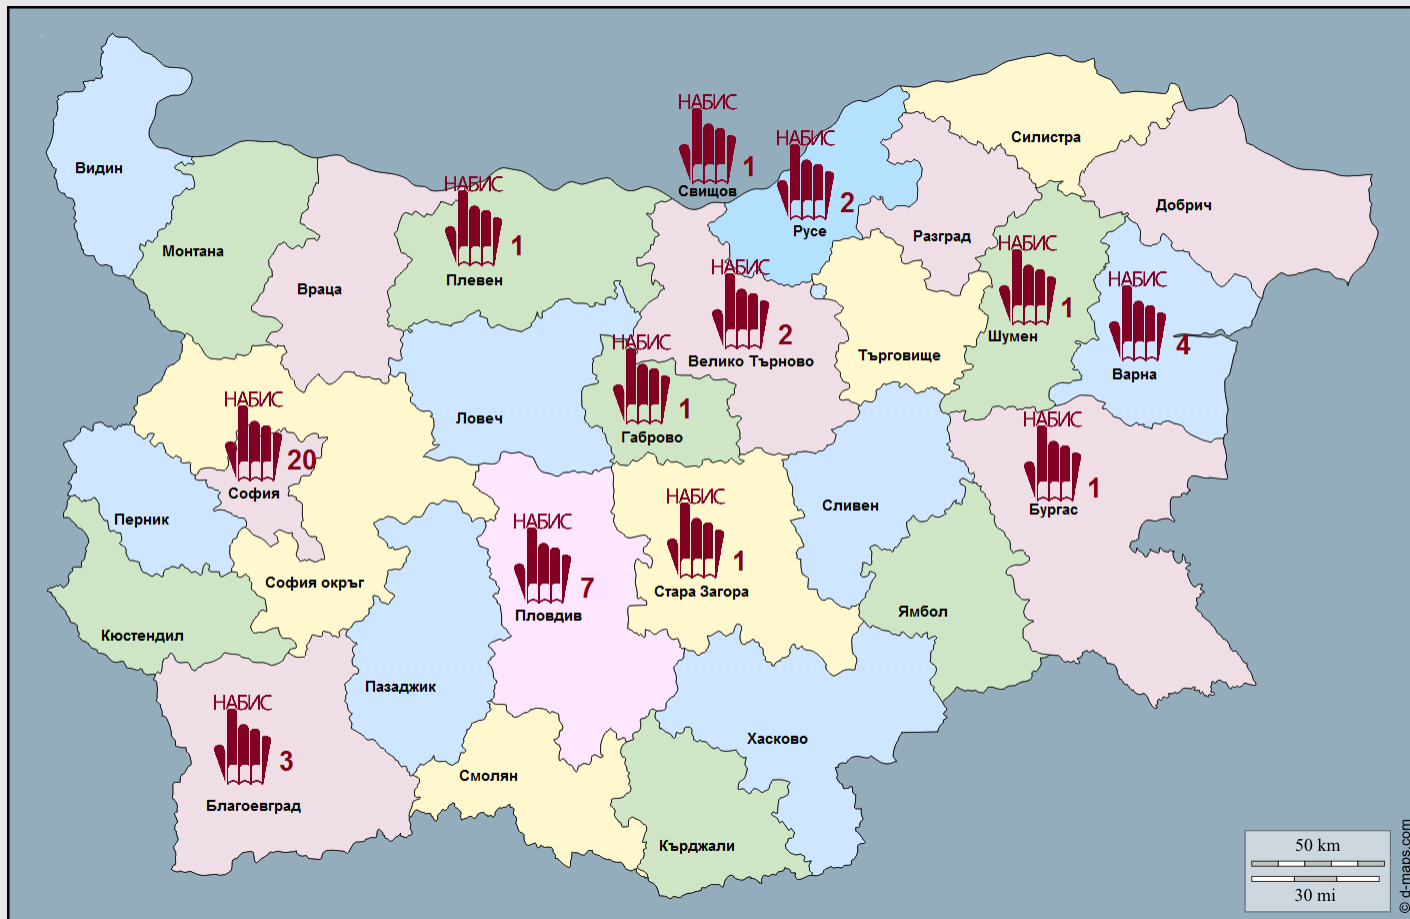 НАБИС
1
Свищов
НАБИС
2
Русе
Силистра
Видин
НАБИС
1
Плевен
Добрич
Монтана
Разград
НАБИС
1
Шумен
Враца
НАБИС
2
Велико Търново
НАБИС
4
Варна
Търговище
НАБИС
1
Габрово
Ловеч
НАБИС
20
София
НАБИС
1
Бургас
Перник
Сливен
НАБИС
7
Пловдив
НАБИС
1
Стара Загора
София окръг
Кюстендил
Ямбол
Пазаджик
НАБИС
3
Благоевград
Хасково
Смолян
Кърджали
50 km
30 mi
© d-maps.com